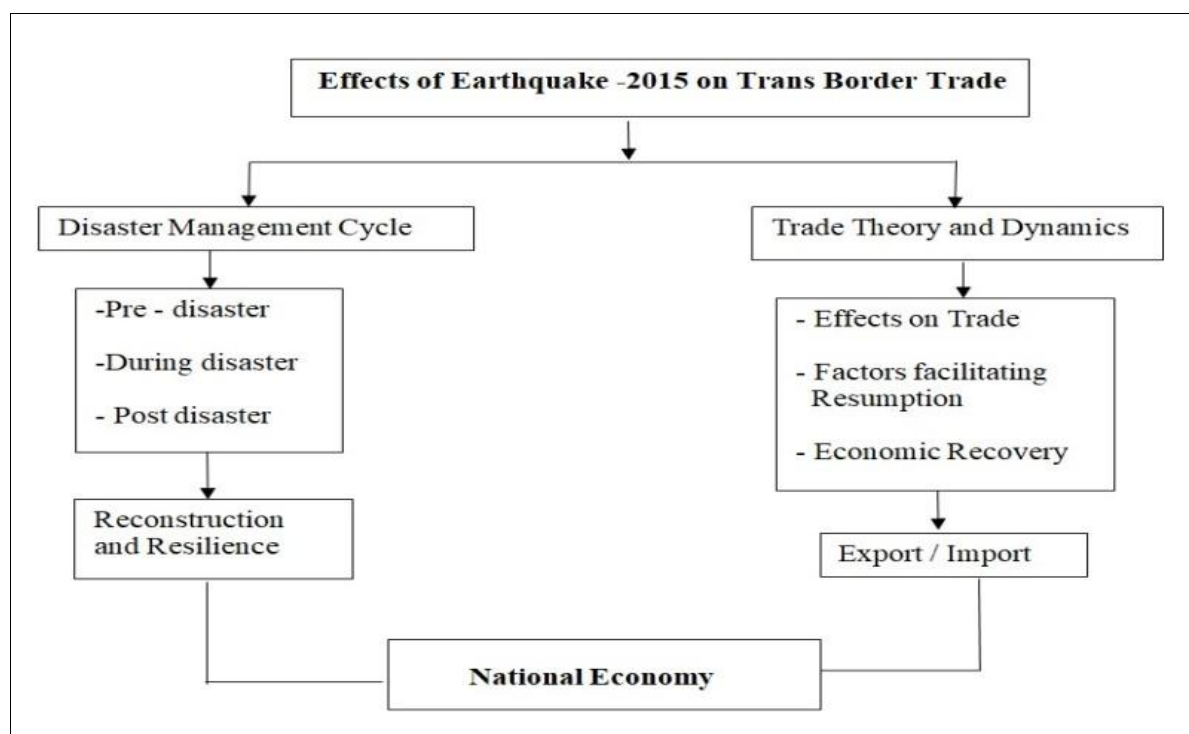 Effects of Earthquake -2015 on Trans Border Trade
Disaster Management Cycle
-Pre - disaster
-During disaster
- Post disaster
Reconstruction
and Resilience
Trade Theory and Dynamics
- Effects on Trade
- Factors facilitating
Resumption
- Economic Recovery
Export / Import
National Economy